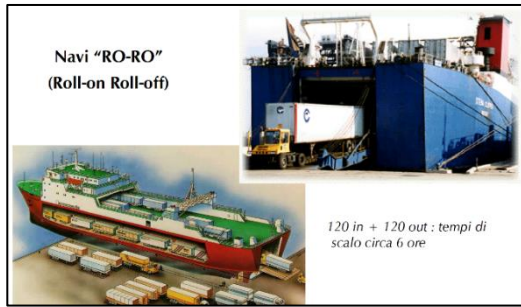 Navi “RO-RO”
(Roll-on Roll-off)
120 in + 120 out : tempi di
scalo circa 6 ore